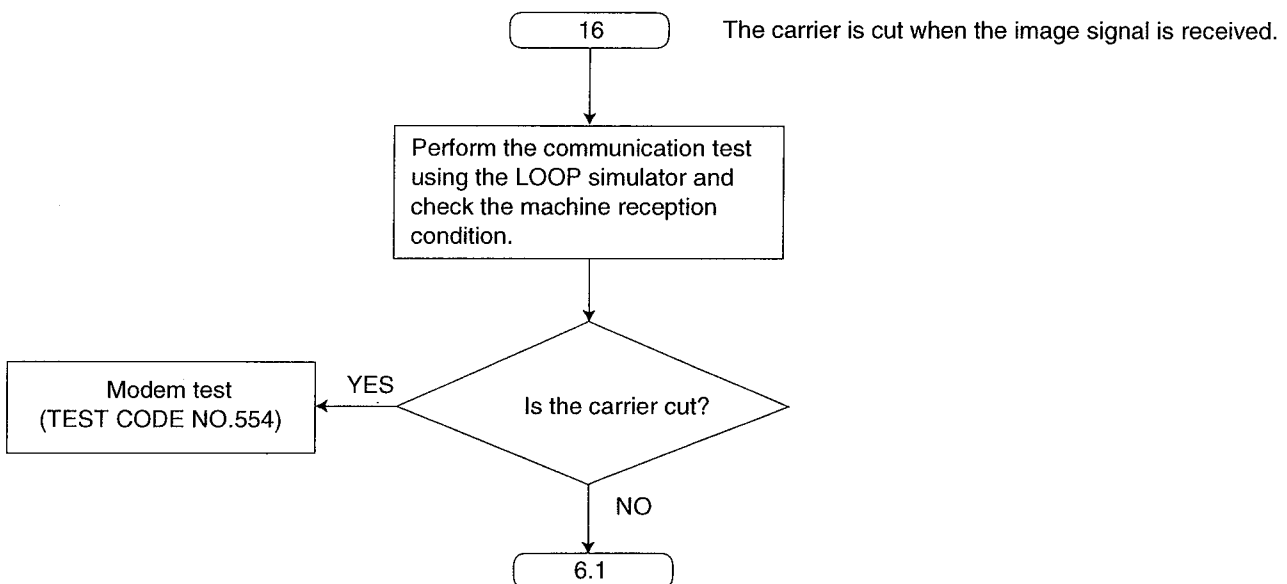 16
The carrier is cut when the image signal is received.
Perform the communication test
using the LOOP simulator and
check the machine reception
condition.
YES
Modem test
(TEST CODE NO.554)
Is the carrier cut?
NO
6.1